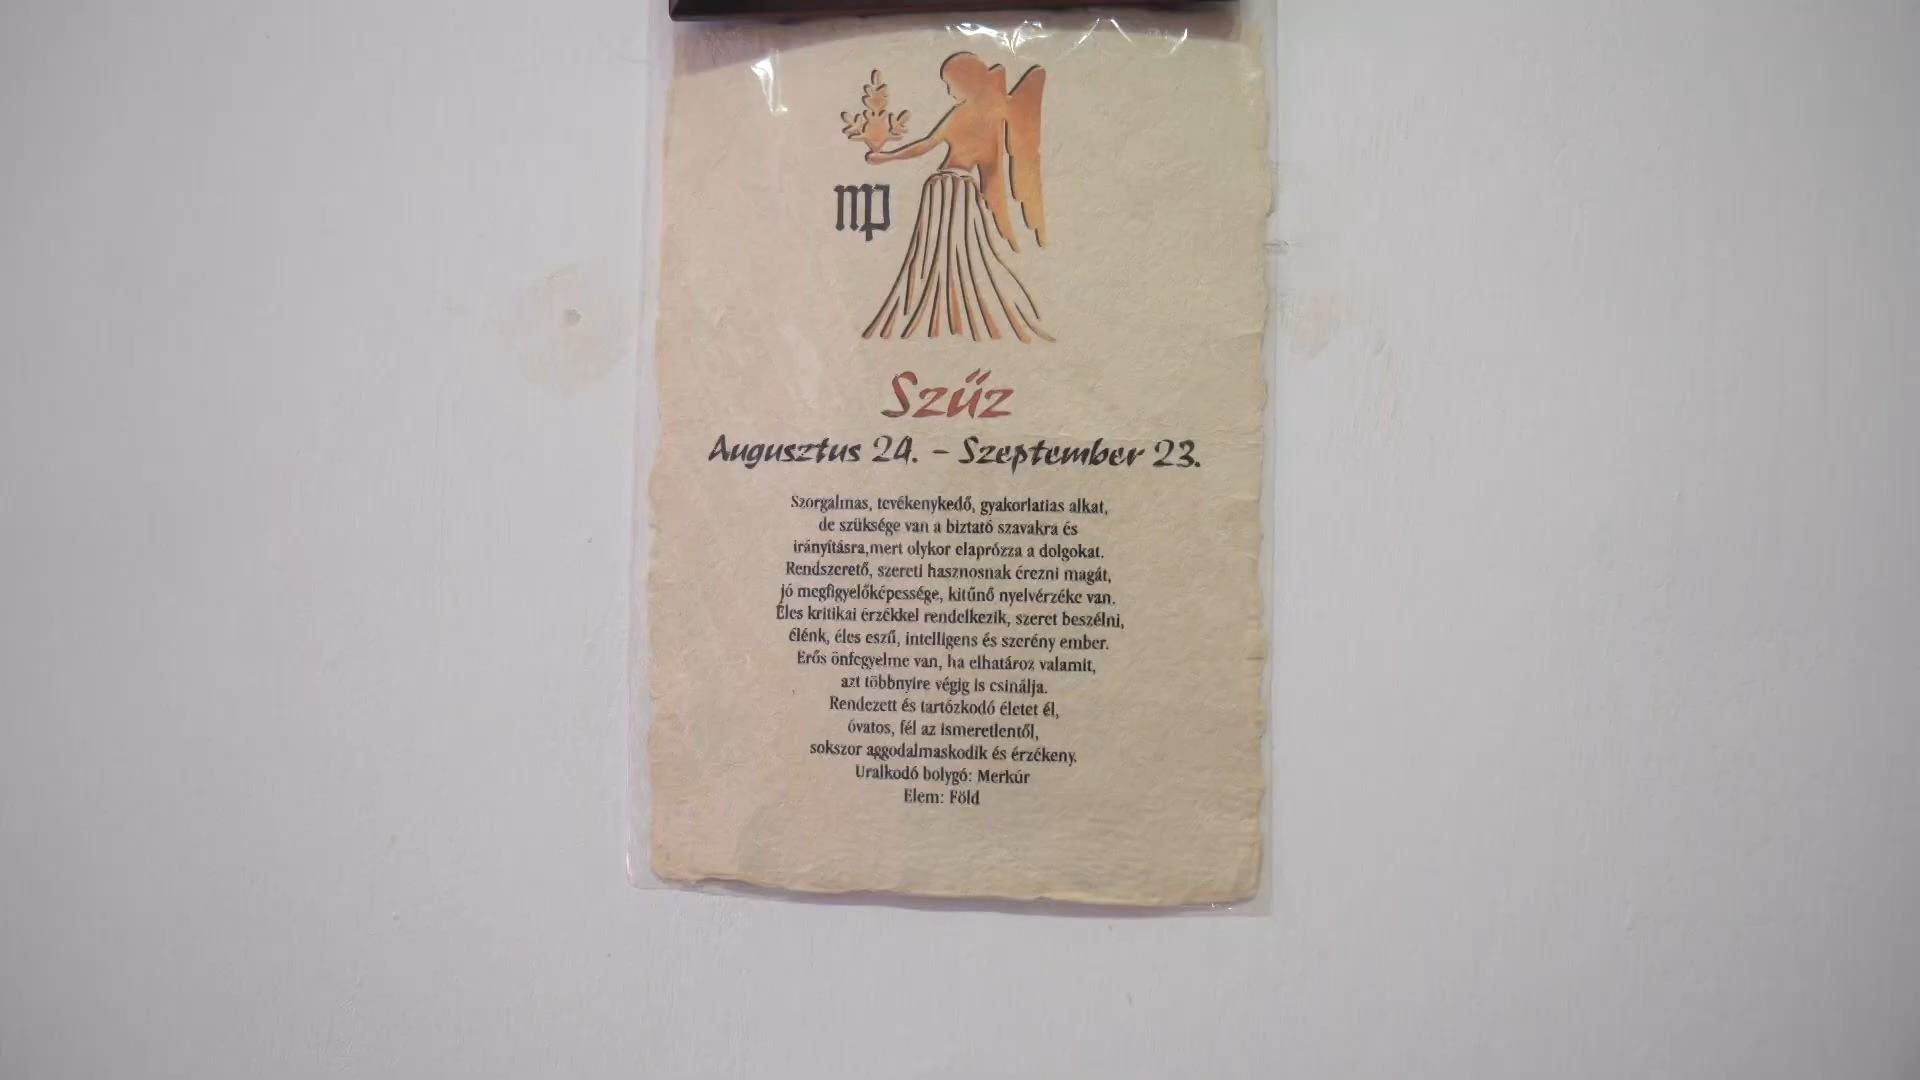 Szűz
Augusztus 24. - Szeptember 23.
Szorgalmas, tevékenykedő, gyakorlatias alkat,
de szüksége van a biztató szavakra és
irányításra,mert olykor elaprózza a dolgokat.
Rendszerető, szereti hasznosnak érezni magát,
jó megfigyelőképessége, kitűnő nyelvérzéke van.
Éles kritikai érzékkel rendelkezik, szeret beszélni,
élénk, éles eszű, intelligens és szerény ember.
Erős önfegyelme van, ha elhatároz valamit,
azt többnyire végig is csinálja.
Rendezett és tartózkodó életet él,
óvatos, fél az ismeretlentől,
sokszor aggodalmaskodik és érzékeny.
Uralkodó bolygó: Merkúr
Elem: Föld